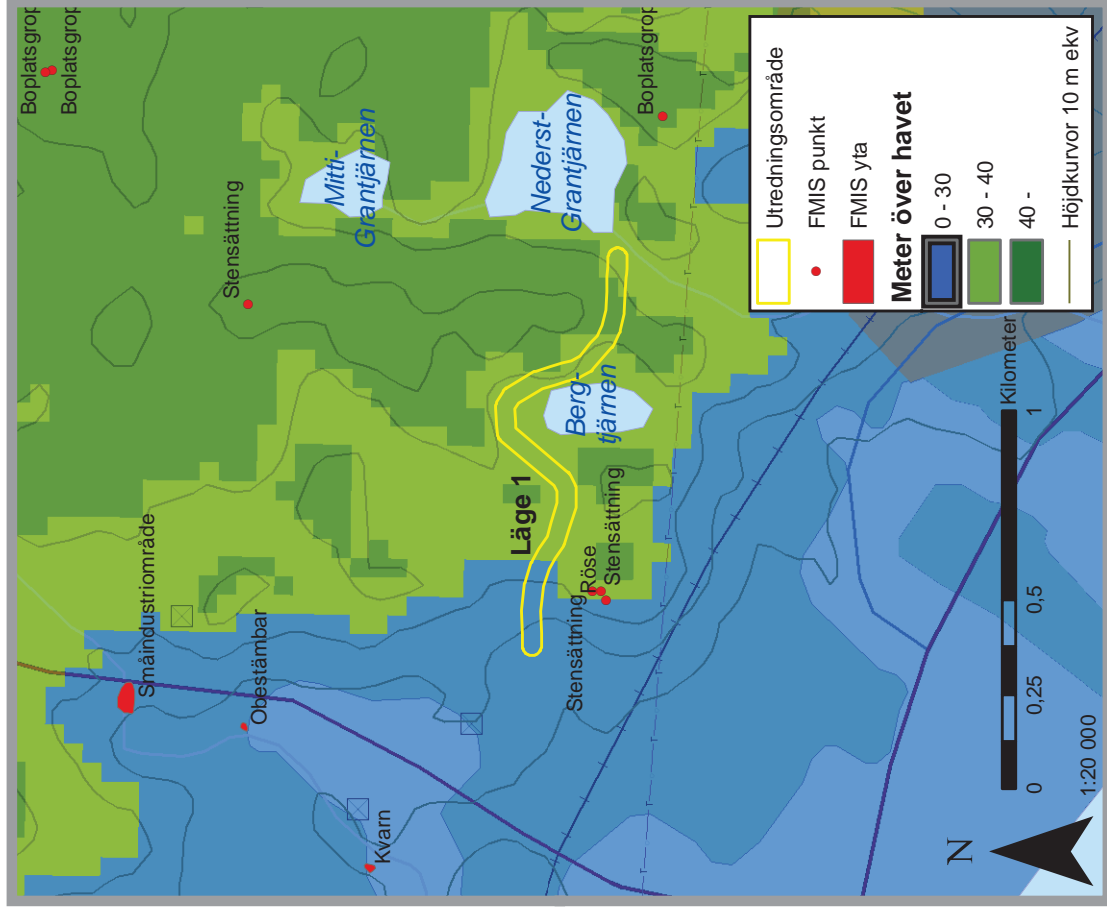 Boplatsgrop
Boplatsgrop
Stensättning
Mitti-
Grantjärnen
Småindustriområde
Obestämbar
Kvarn
Nederst-
Grantjärnen
Boplatsgrop
Läge 1
Berg-
tjärnen
Röse
Stensättning
Stensättning
N
1:20 000
0
0,25
0,5
1
Kilometer
Utredningsområde
FMIS punkt
FMIS yta
Meter över havet
0 - 30
30 - 40
40 -
Höjdkurvor 10 m ekv